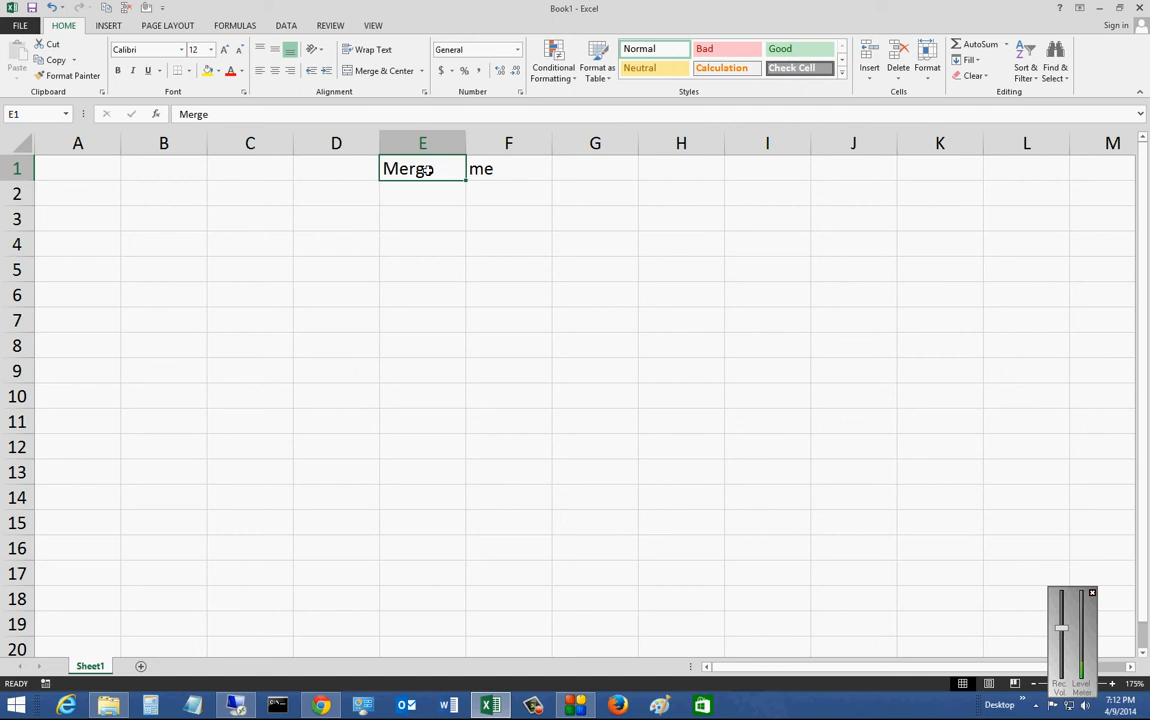 Book1 - Excel
?
FILE HOME INSERT PAGE LAYOUT FORMULAS DATA REVIEW VIEW Sign in
Paste Cut Copy Format Painter Clipboard
Calibri 12 B I U A A A Font
Wrap Text Merge & Center Alignment
General $ % , Number
Conditional Formatting Format as Table
Normal Bad Good
Neutral Calculation Check Cell
Styles
Insert Delete Format Cells
AutoSum Fill Clear Sort & Filter Find & Select Editing
E1 fx Merge
A B C D E F G H I J K L M
1 Merge me
2
3
4
5
6
7
8
9
10
11
12
13
14
15
16
17
18
19
20
Rec. Vol Level Meter
Sheet1
READY 175%
Desktop 7:12 PM
4/9/2014